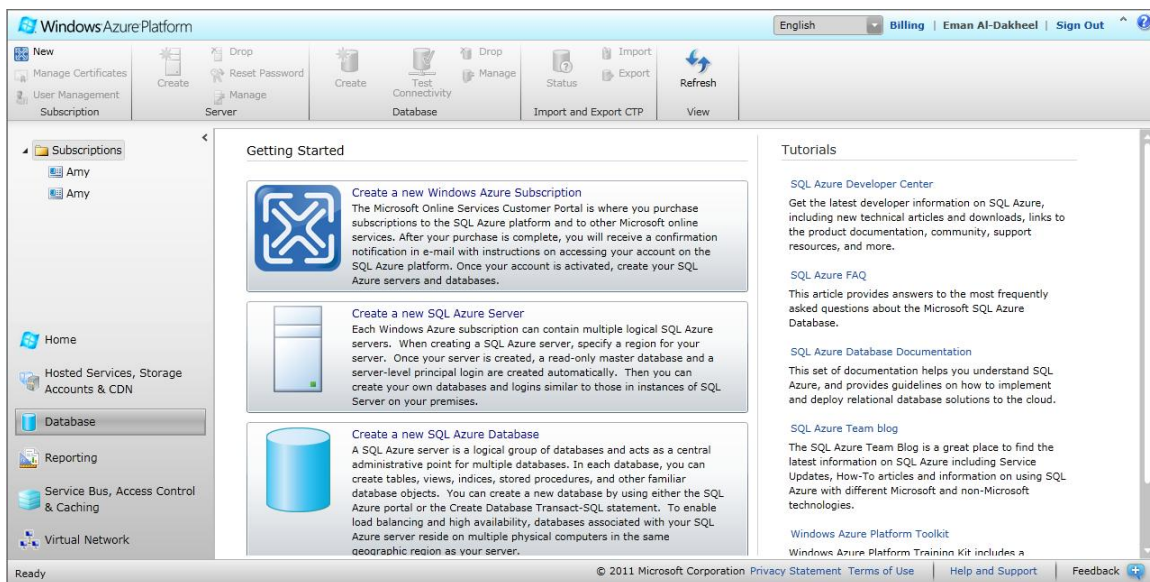 Windows Azure Platform
English Billing | Eman Al-Dakheel | Sign Out
New
Manage Certificates
User Management
Subscription
Create
Drop
Reset Password
Manage
Server
Create
Test
Connectivity
Drop
Manage
Database
Status
Import
Export
Import and Export CTP
Refresh
View
Subscriptions
Amy
Amy
Home
Hosted Services, Storage
Accounts & CDN
Database
Reporting
Service Bus, Access Control
& Caching
Virtual Network
Getting Started
Create a new Windows Azure Subscription
The Microsoft Online Services Customer Portal is where you purchase
subscriptions to the SQL Azure platform and to other Microsoft online
services. After your purchase is complete, you will receive a confirmation
notification in e-mail with instructions on accessing your account on the
SQL Azure platform. Once your account is activated, create your SQL
Azure servers and databases.
Create a new SQL Azure Server
Each Windows Azure subscription can contain multiple logical SQL Azure
servers. When creating a SQL Azure server, specify a region for your
server. Once your server is created, a read-only master database and a
server-level principal login are created automatically. Then you can
create your own databases and logins similar to those in instances of SQL
Server on your premises.
Create a new SQL Azure Database
A SQL Azure server is a logical group of databases and acts as a central
administrative point for multiple databases. In each database, you can
create tables, views, indices, stored procedures, and other familiar
database objects. You can create a new database by using either the SQL
Azure portal or the Create Database Transact-SQL statement. To enable
load balancing and high availability, databases associated with your SQL
Azure server reside on multiple physical computers in the same
geographic region as your server.
Tutorials
SQL Azure Developer Center
Get the latest developer information on SQL Azure,
including new technical articles and downloads, links to
the product documentation, community, support
resources, and more.
SQL Azure FAQ
This article provides answers to the most frequently
asked questions about the Microsoft SQL Azure
Database.
SQL Azure Database Documentation
This set of documentation helps you understand SQL
Azure, and provides guidelines on how to implement
and deploy relational database solutions to the cloud.
SQL Azure Team blog
The SQL Azure Team Blog is a great place to find the
latest information on SQL Azure including Service
Updates, How-To articles and information on using SQL
Azure with different Microsoft and non-Microsoft
technologies.
Windows Azure Platform Toolkit
Windows Azure Platform Training Kit includes a
Ready
© 2011 Microsoft Corporation Privacy Statement Terms of Use | Help and Support | Feedback